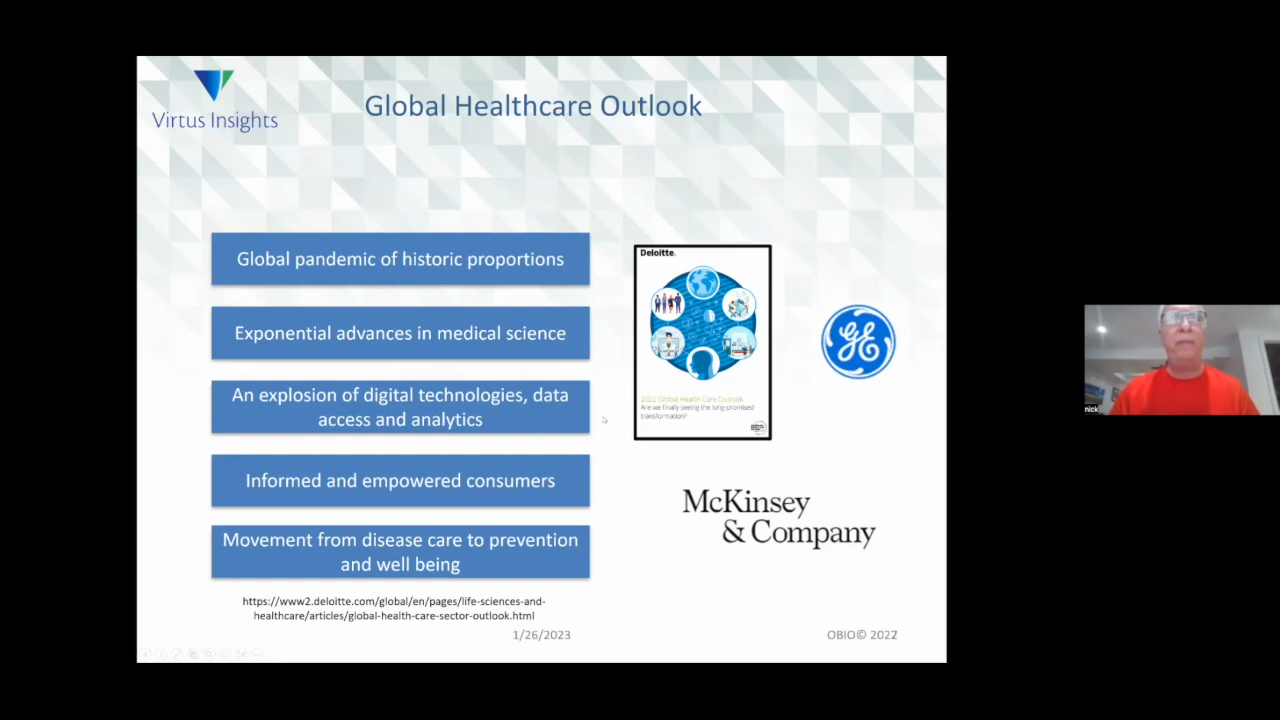 Virtus Insights
Global Healthcare Outlook
Global pandemic of historic proportions
Exponential advances in medical science
An explosion of digital technologies, data
access and analytics
Informed and empowered consumers
Movement from disease care to prevention
and well being
https://www2.deloitte.com/global/en/pages/life-sciences-and-
healthcare/articles/global-health-care-sector-outlook.html
Deloitte.
2022 Global Health Care Outlook
Are we finally seeing the long-promised
transformation?
GE
McKinsey
& Company
1/26/2023
OBIO© 2022
nick